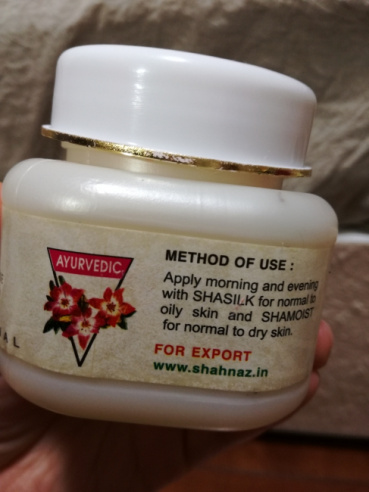 AYURVEDIC
METHOD OF USE :
Apply morning and evening
with SHASILK for normal to
oily skin and SHAMOIST
for normal to dry skin.
FOR EXPORT
www.shahnaz.in